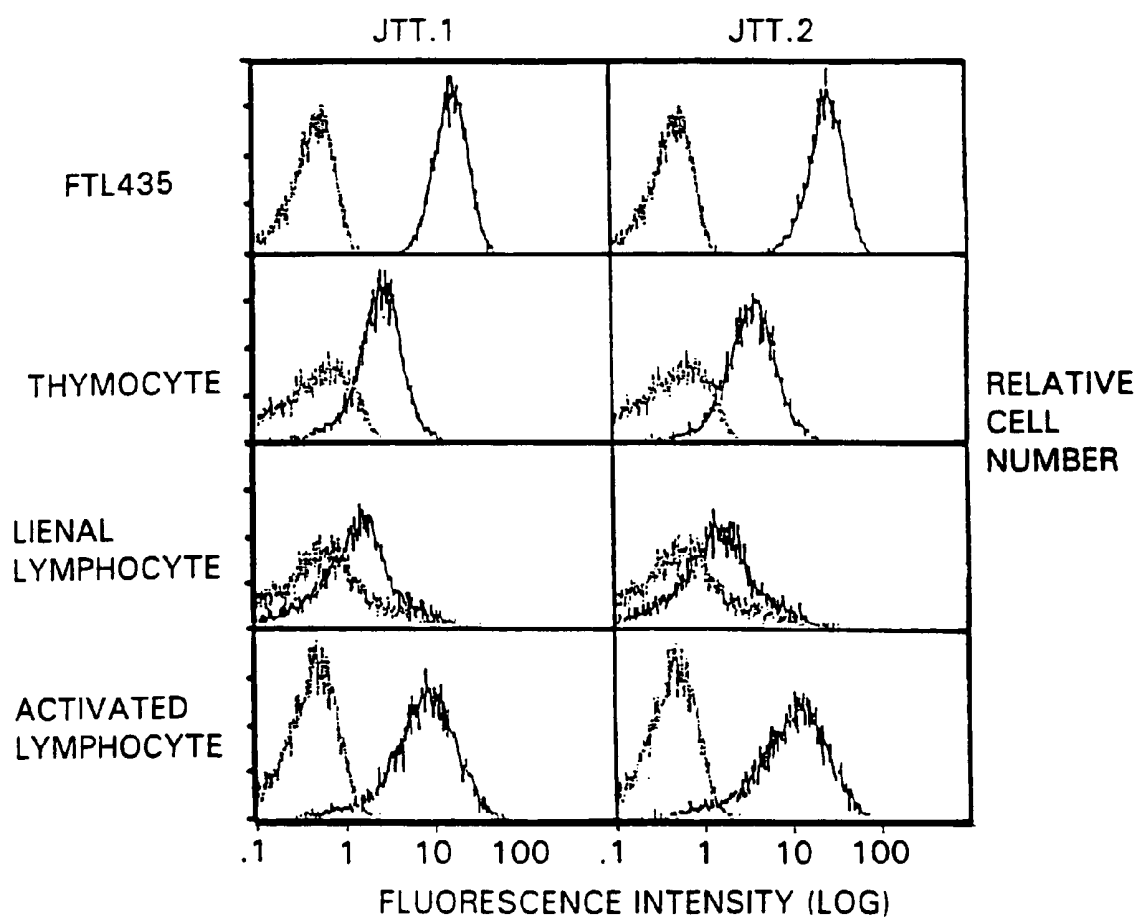 JTT.1 JTT.2
FTL435
THYMOCYTE
RELATIVE
CELL
NUMBER
LIENAL
LYMPHOCYTE
ACTIVATED
LYMPHOCYTE
.1 1 10 100 .1 1 10 100
FLUORESCENCE INTENSITY (LOG)